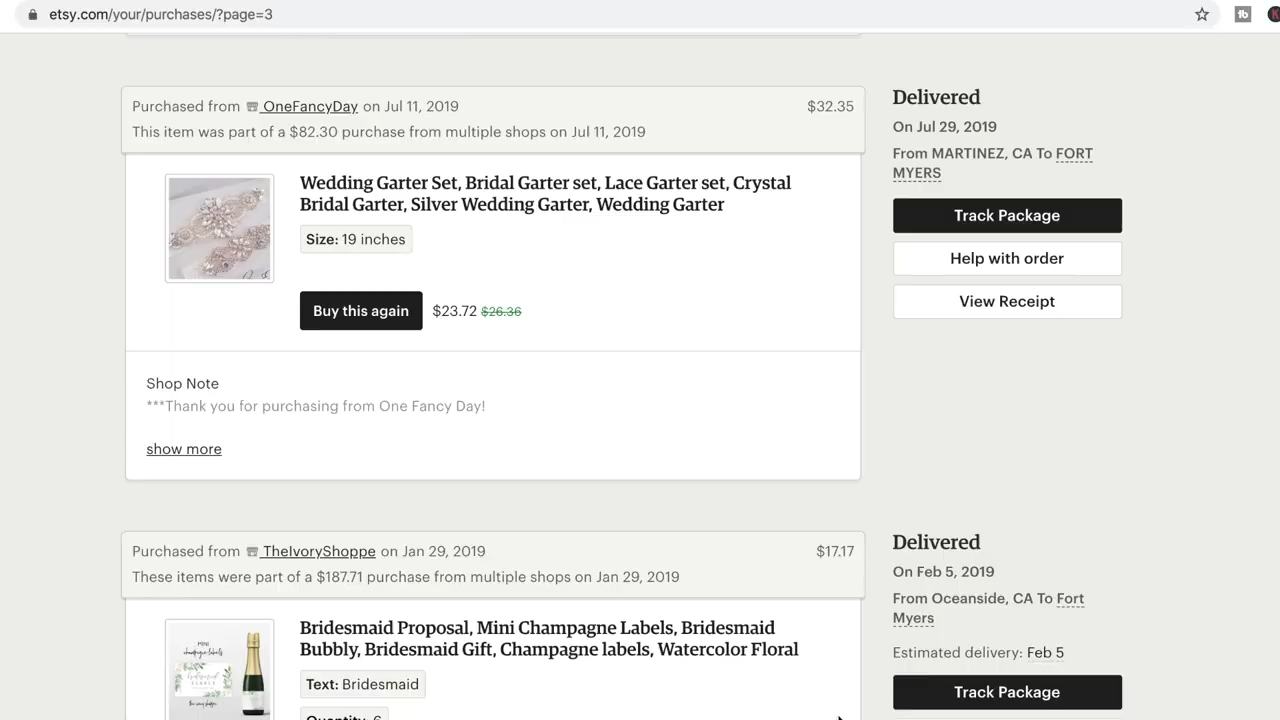 etsy.com/your/purchases/?page=3
Purchased from OneFancyDay on Jul 11, 2019
$32.35
This item was part of a $82.30 purchase from multiple shops on Jul 11, 2019
Wedding Garter Set, Bridal Garter set, Lace Garter set, Crystal
Bridal Garter, Silver Wedding Garter, Wedding Garter
Size: 19 inches
Buy this again
$23.72 $26.36
Shop Note
***Thank you for purchasing from One Fancy Day!
show more
Delivered
On Jul 29, 2019
From MARTINEZ, CA To FORT
MYERS
Track Package
Help with order
View Receipt
Purchased from TheIvoryShoppe on Jan 29, 2019
$17.17
These items were part of a $187.71 purchase from multiple shops on Jan 29, 2019
MINI
champagne labels
Bridesmaid Proposal, Mini Champagne Labels, Bridesmaid
Bubbly, Bridesmaid Gift, Champagne labels, Watercolor Floral
Text: Bridesmaid
Quantity: 6
Delivered
On Feb 5, 2019
From Oceanside, CA To Fort
Myers
Estimated delivery: Feb 5
Track Package